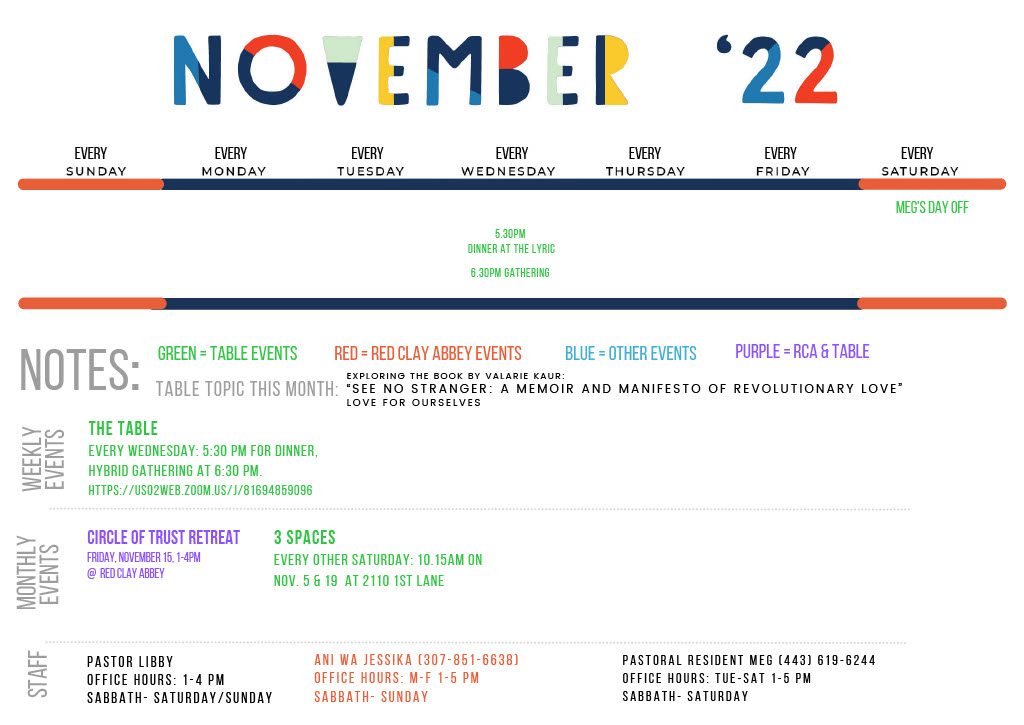 NOVEMBER '22
EVERY SUNDAY
EVERY MONDAY
EVERY TUESDAY
EVERY WEDNESDAY
EVERY THURSDAY
EVERY FRIDAY
EVERY SATURDAY
MEG'S DAY OFF
5.30PM
DINNER AT THE LYRIC
6.30PM GATHERING
NOTES:
GREEN = TABLE EVENTS
RED = RED CLAY ABBEY EVENTS
BLUE = OTHER EVENTS
PURPLE = RCA & TABLE
TABLE TOPIC THIS MONTH:
EXPLORING THE BOOK BY VALARIE KAUR:
"SEE NO STRANGER: A MEMOIR AND MANIFESTO OF REVOLUTIONARY LOVE"
LOVE FOR OURSELVES
WEEKLY
EVENTS
THE TABLE
EVERY WEDNESDAY: 5:30 PM FOR DINNER,
HYBRID GATHERING AT 6:30 PM.
HTTPS://US02WEB.ZOOM.US/J/81694859096
MONTHLY
EVENTS
CIRCLE OF TRUST RETREAT
FRIDAY, NOVEMBER 15, 1-4PM
@ RED CLAY ABBEY
3 SPACES
EVERY OTHER SATURDAY: 10.15AM ON
NOV. 5 & 19 AT 2110 1ST LANE
STAFF
PASTOR LIBBY
OFFICE HOURS: 1-4 PM
SABBATH- SATURDAY/SUNDAY
ANI WA JESSIKA (307-851-6638)
OFFICE HOURS: M-F 1-5 PM
SABBATH- SUNDAY
PASTORAL RESIDENT MEG (443) 619-6244
OFFICE HOURS: TUE-SAT 1-5 PM
SABBATH- SATURDAY